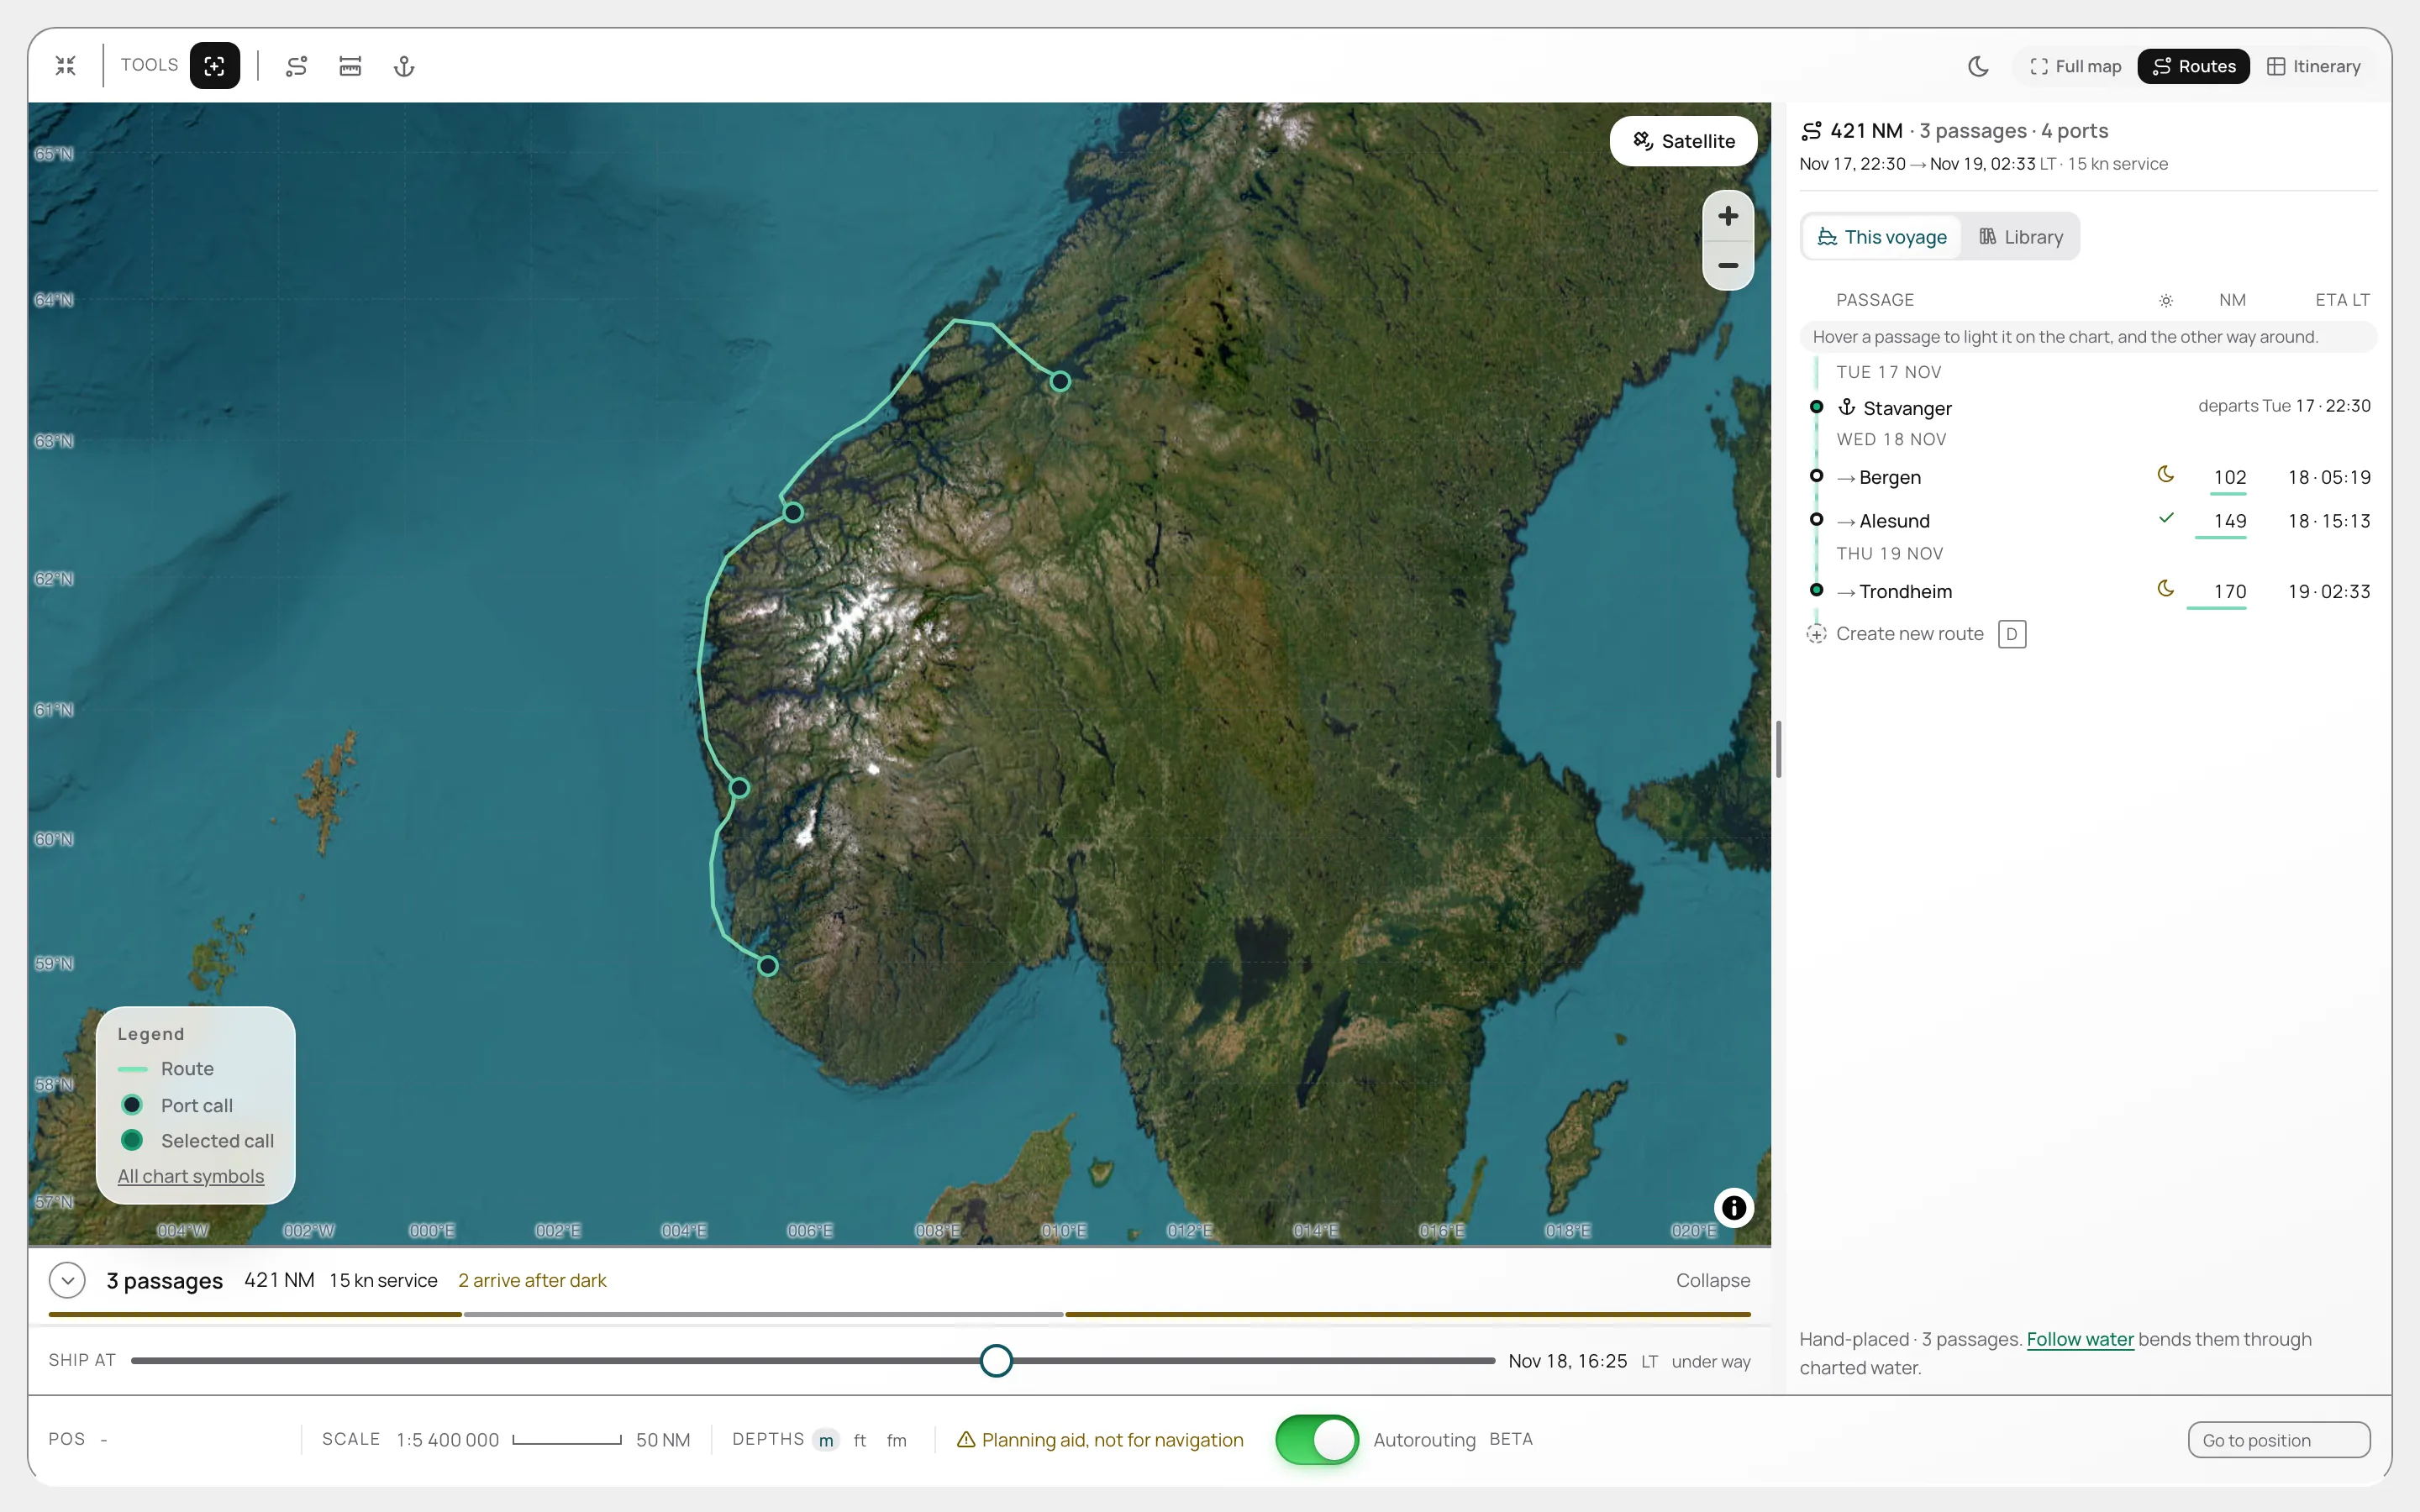 TOOLS
Full map
Routes
Itinerary
65°N
64°N
63°N
62°N
61°N
60°N
59°N
58°N
57°N
004°W
002°W
000°E
002°E
004°E
006°E
008°E
010°E
012°E
014°E
016°E
018°E
020°E
Satellite
Legend
Route
Port call
Selected call
All chart symbols
421 NM · 3 passages · 4 ports
Nov 17, 22:30 → Nov 19, 02:33 LT · 15 kn service
This voyage
Library
PASSAGE NM ETA LT
Hover a passage to light it on the chart, and the other way around.
TUE 17 NOV
Stavanger departs Tue 17 · 22:30
WED 18 NOV
→ Bergen 102 18 · 05:19
→ Alesund 149 18 · 15:13
THU 19 NOV
→ Trondheim 170 19 · 02:33
Create new route D
Hand-placed · 3 passages. Follow water bends them through
charted water.
3 passages 421 NM 15 kn service 2 arrive after dark Collapse
SHIP AT Nov 18, 16:25 LT under way
POS - SCALE 1:5 400 000 50 NM DEPTHS m ft fm Planning aid, not for navigation Autorouting BETA Go to position